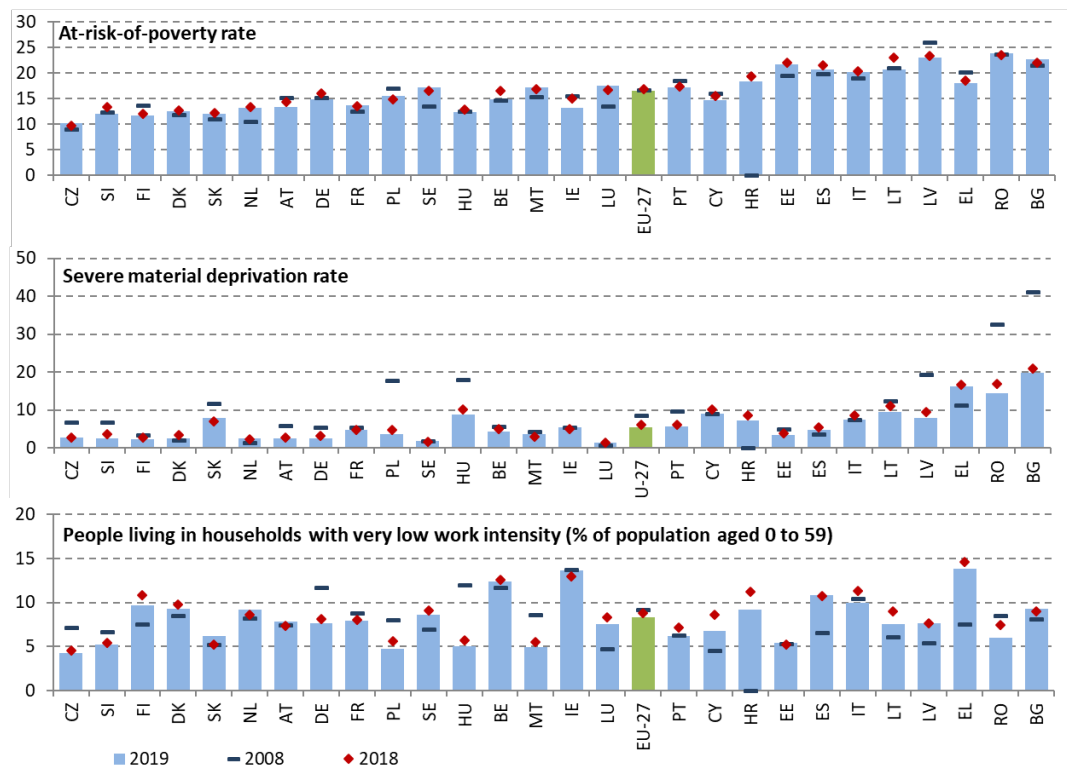 At-risk-of-poverty rate
30
25
20
15
10
5
0
CZ SI FI DK SK NL AT DE FR PL SE HU BE MT IE LU EU-27 PT CY HR EE ES IT LT LV EL RO BG
Severe material deprivation rate
50
40
30
20
10
0
CZ SI FI DK SK NL AT DE FR PL SE HU BE MT IE LU U-27 PT CY HR EE ES IT LT LV EL RO BG
People living in households with very low work intensity (% of population aged 0 to 59)
20
15
10
5
0
CZ SI FI DK SK NL AT DE FR PL SE HU BE MT IE LU EU-27 PT CY HR EE ES IT LT LV EL RO BG
2019 2008 2018